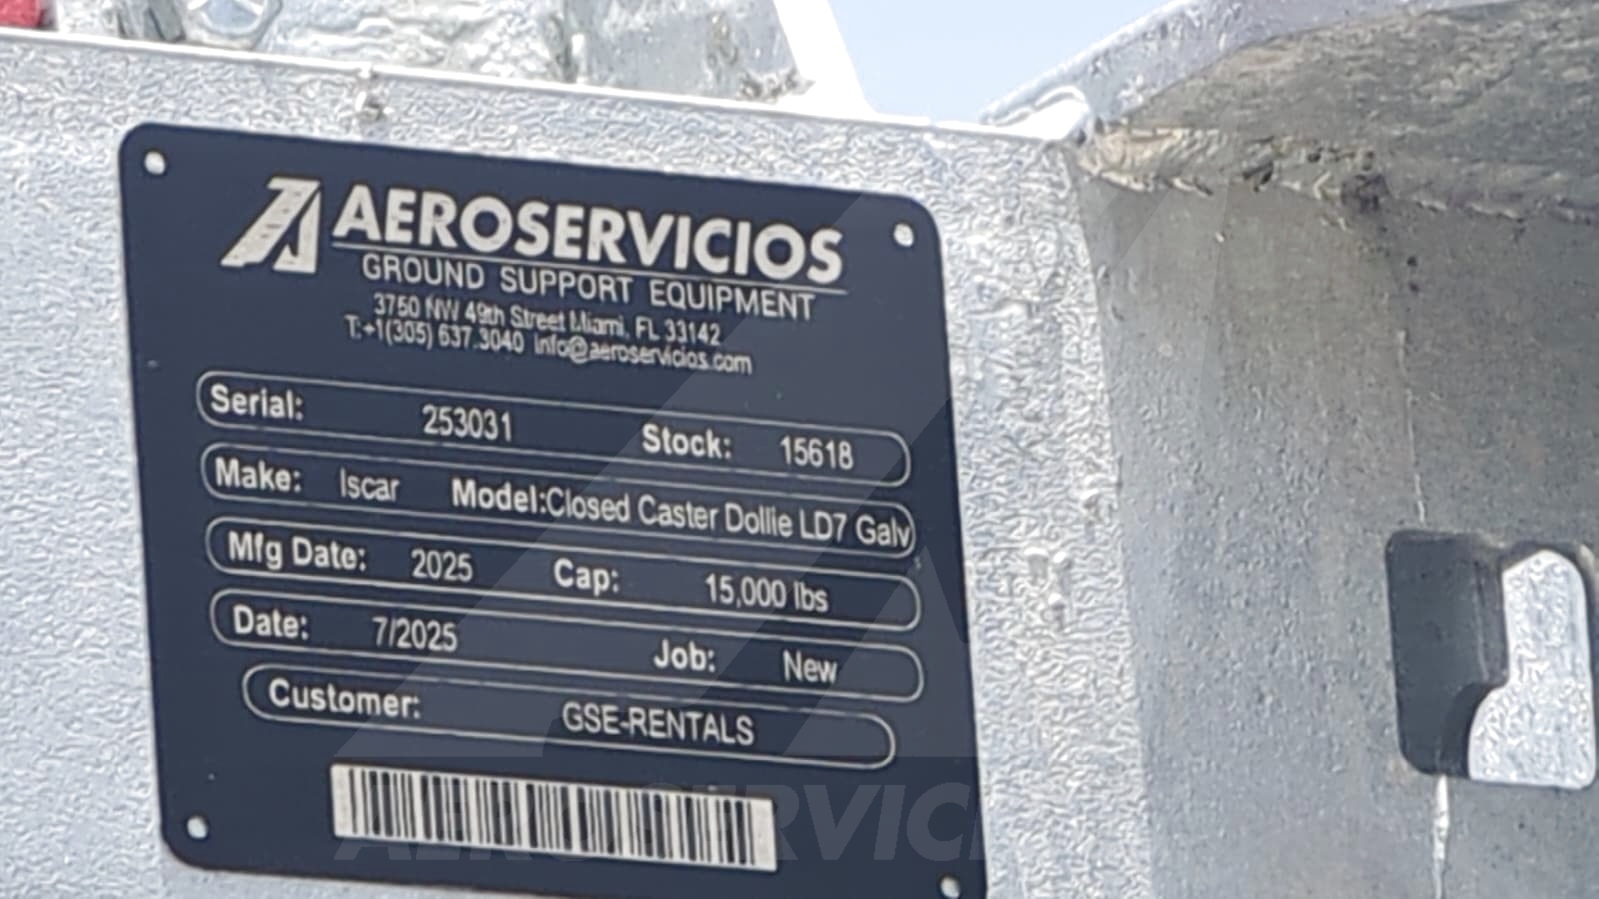 AEROSERVICIOS
GROUND SUPPORT EQUIPMENT
3750 NW 49th Street Miami, FL 33142
T:+1(305) 637.3040 info@aeroservicios.com
Serial: 253031 Stock: 15618
Make: Iscar Model:Closed Caster Dollie LD7 Galv
Mfg Date: 2025 Cap: 15,000 lbs
Date: 7/2025 Job: New
Customer: GSE-RENTALS